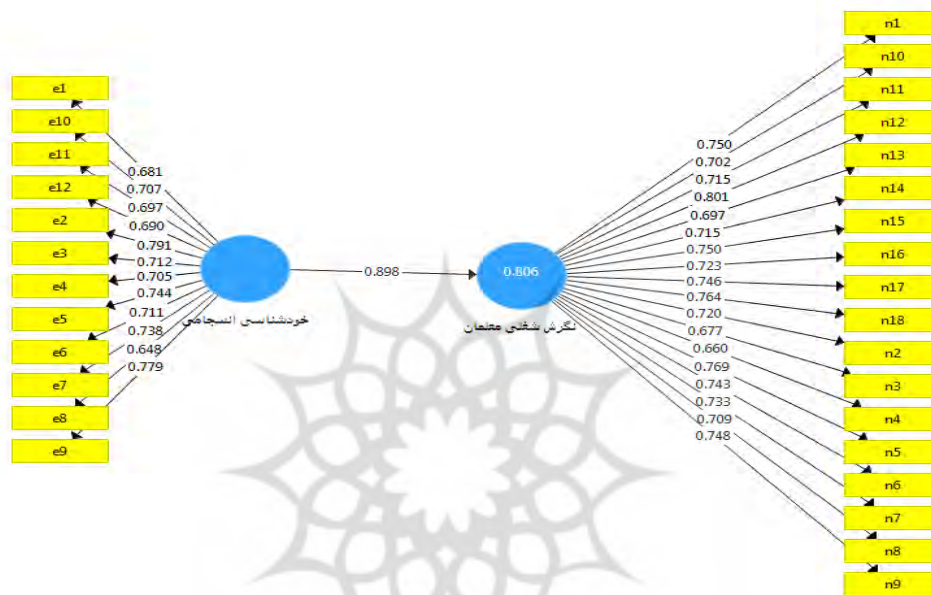 e1
e10
e11
e12
e2
e3
e4
e5
e6
e7
e8
e9
0.681
0.707
0.697
0.690
0.791
0.712
0.705
0.744
0.711
0.738
0.648
0.779
خودشناسی انسجامی
0.898
0.806
نگرش شغلی معلمان
0.750
0.702
0.715
0.801
0.697
0.715
0.750
0.723
0.746
0.764
0.720
0.677
0.660
0.769
0.743
0.733
0.709
0.748
n1
n10
n11
n12
n13
n14
n15
n16
n17
n18
n2
n3
n4
n5
n6
n7
n8
n9